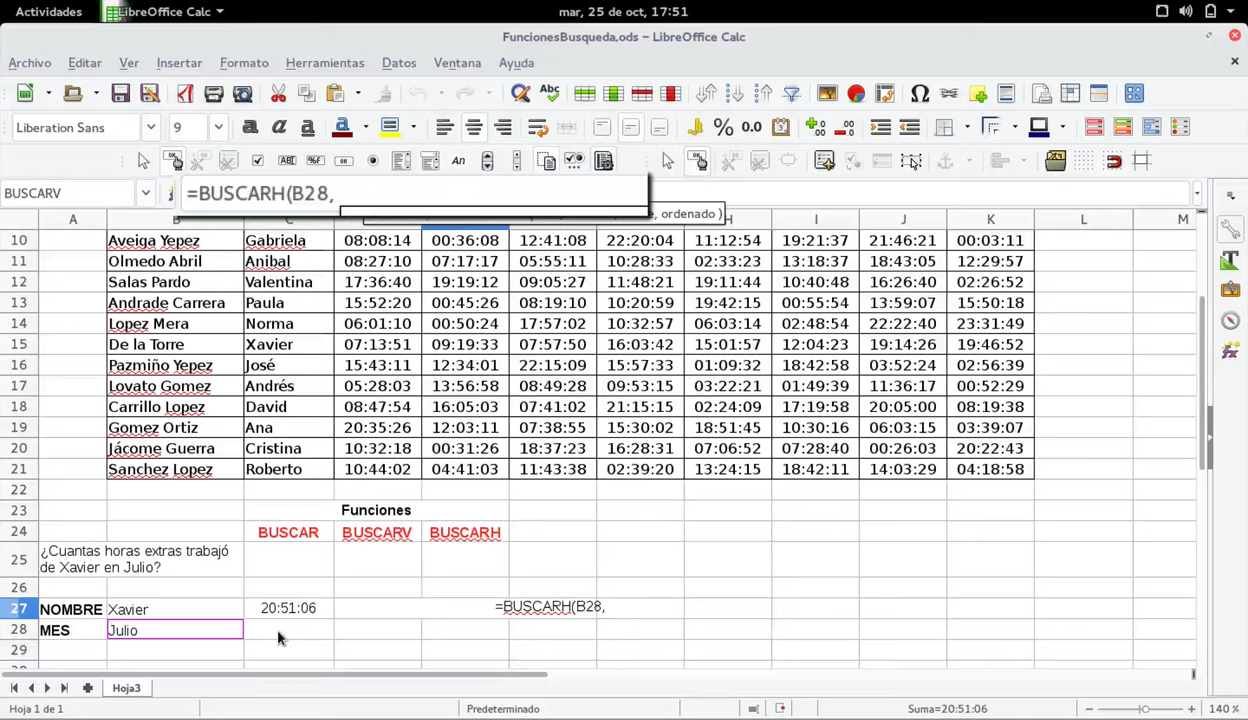 Actividades LibreOffice Calc mar, 25 de oct, 17:51
FuncionesBusqueda.ods – LibreOffice Calc
Archivo Editar Ver Insertar Formato Herramientas Datos Ventana Ayuda
Liberation Sans 9
BUSCARV =BUSCARH(B28,
, ordenado )
A K M
10 Aveiga Yepez Gabriela 08:08:14 00:36:08 12:41:08 22:20:04 11:12:54 19:21:37 21:46:21 00:03:11
11 Olmedo Abril Anibal 08:27:10 07:17:17 05:55:11 10:28:33 02:33:23 13:18:37 18:43:05 12:29:57
12 Salas Pardo Valentina 17:36:40 19:19:12 09:05:27 11:48:21 19:11:44 10:40:48 16:26:40 02:26:52
13 Andrade Carrera Paula 15:52:20 00:45:26 08:19:10 10:20:59 19:42:15 00:55:54 13:59:07 15:50:18
14 Lopez Mera Norma 06:01:10 00:50:24 17:57:02 10:32:57 06:03:14 02:48:54 22:22:40 23:31:49
15 De la Torre Xavier 07:13:51 09:19:33 07:57:50 16:03:42 15:01:57 12:04:23 19:14:26 19:46:52
16 Pazmiño Yepez José 15:43:11 12:34:01 22:15:09 15:57:33 01:09:32 18:42:58 03:52:24 02:56:39
17 Lovato Gomez Andrés 05:28:03 13:56:58 08:49:28 09:53:15 03:22:21 01:49:39 11:36:17 00:52:29
18 Carrillo Lopez David 08:47:54 16:05:03 07:41:02 21:15:15 02:24:09 17:19:58 20:05:00 08:19:38
19 Gomez Ortiz Ana 20:35:26 12:03:11 07:38:55 15:30:02 18:51:45 10:30:16 06:03:15 03:39:07
20 Jácome Guerra Cristina 10:32:18 00:31:26 18:37:23 16:28:31 07:06:52 07:28:40 00:26:03 20:22:43
21 Sanchez Lopez Roberto 10:44:02 04:41:03 11:43:38 02:39:20 13:24:15 18:42:11 14:03:29 04:18:58
22
23 Funciones
24 BUSCAR BUSCARV BUSCARH
25 ¿Cuantas horas extras trabajó
de Xavier en Julio?
26
27 NOMBRE Xavier 20:51:06 =BUSCARH(B28,
28 MES Julio
29
Hoja3
Hoja 1 de 1 Predeterminado Suma=20:51:06 140 %